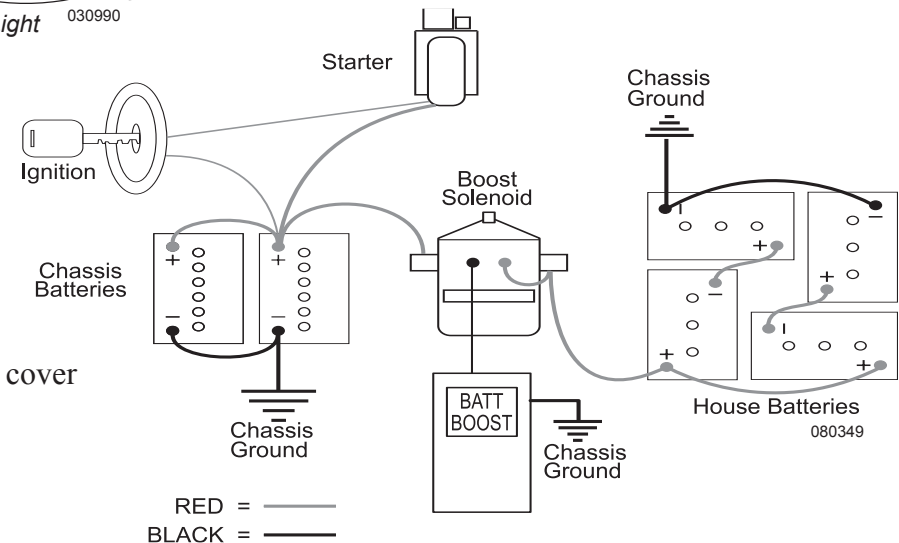 ight 030990
Starter
Chassis
Ground
Ignition
Boost
Solenoid
Chassis
Batteries
+
+
−
−
−
−
+
−
+
−
+
+
cover
BATT
BOOST
House Batteries
080349
Chassis
Ground
Chassis
Ground
RED =
BLACK =